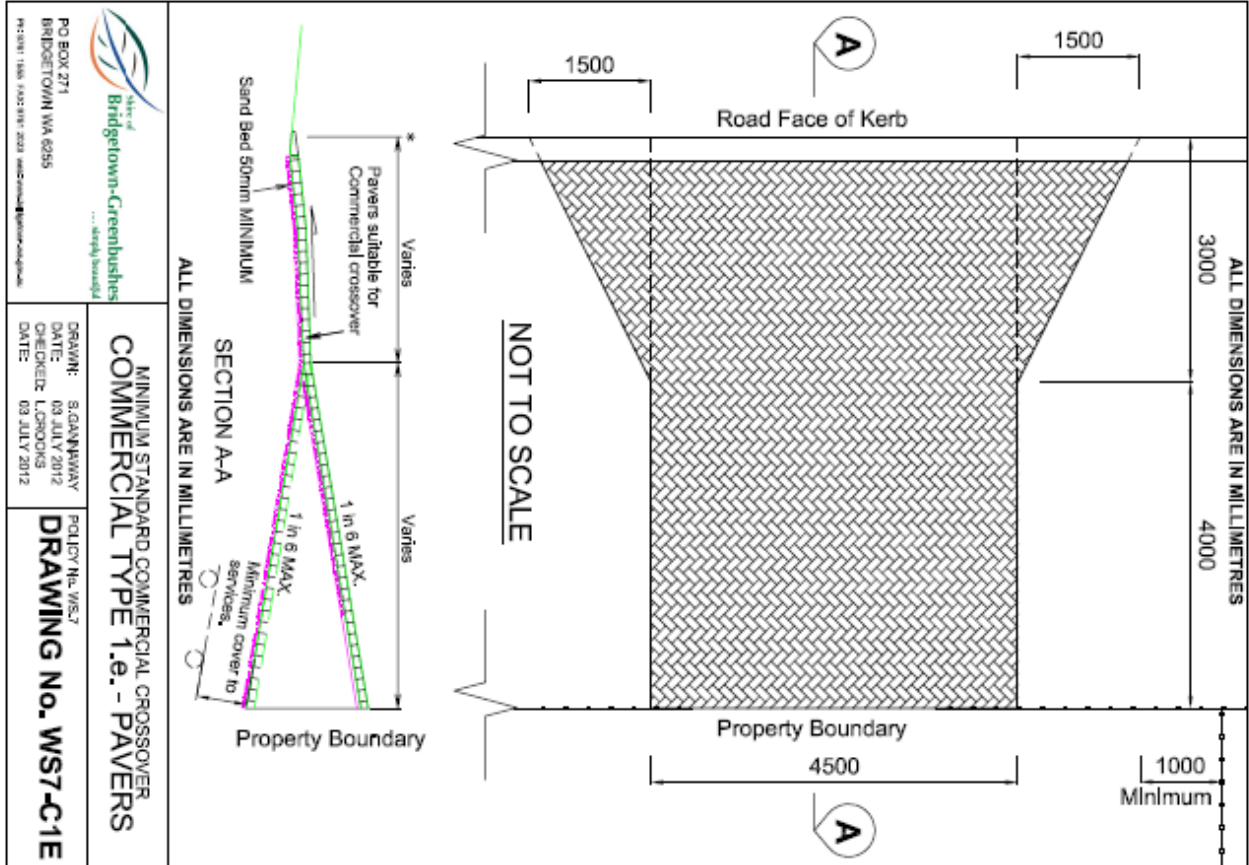 A
1500
1500
Road Face of Kerb
3000
4000
ALL DIMENSIONS ARE IN MILLIMETRES
NOT TO SCALE
Property Boundary
4500
1000
Minimum
A
*
Varies
Varies
Pavers suitable for
Commercial crossover
Sand Bed 50mm MINIMUM
1 in 6 MAX.
1 in 6 MAX.
Minimum cover to
services.
Property Boundary
SECTION A-A
ALL DIMENSIONS ARE IN MILLIMETRES
Shire of
Bridgetown-Greenbushes
.... simply beautiful
PO BOX 271
BRIDGETOWN WA 6255
MINIMUM STANDARD COMMERCIAL CROSSOVER
COMMERCIAL TYPE 1.e. - PAVERS
DRAWN: S.GANNAWAY
DATE: 03 JULY 2012
CHECKED: L.CROOKS
DATE: 03 JULY 2012
POLICY No. WS.7
DRAWING No. WS7-C1E